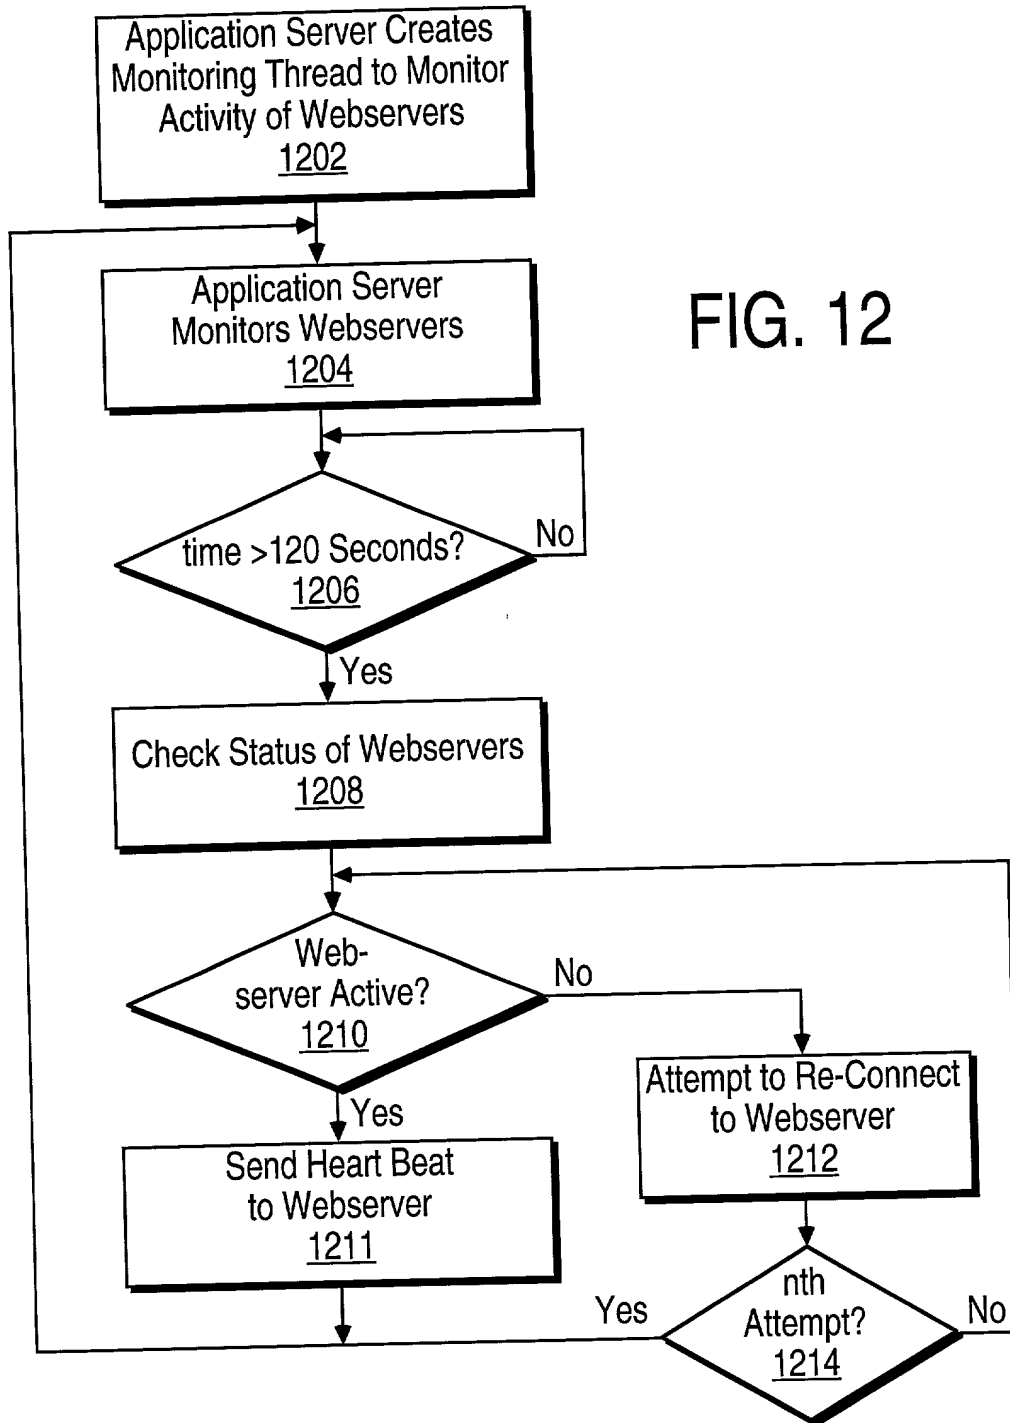 Application Server Creates
Monitoring Thread to Monitor
Activity of Webservers
1202
Application Server
Monitors Webservers
1204
FIG. 12
time >120 Seconds?
1206
No
Yes
Check Status of Webservers
1208
Web-
server Active?
1210
No
Yes
Attempt to Re-Connect
to Webserver
1212
Send Heart Beat
to Webserver
1211
nth
Attempt?
1214
Yes
No